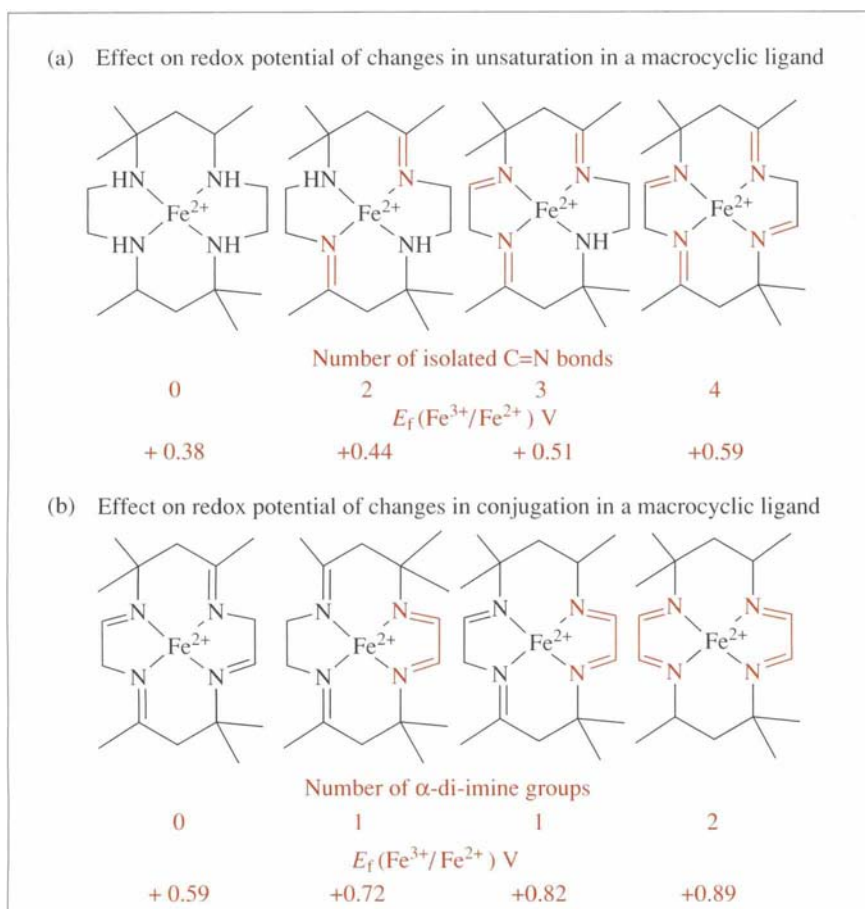 (a) Effect on redox potential of changes in unsaturation in a macrocyclic ligand
HN NH N N N N
HN N
Fe²⁺ Fe²⁺ Fe²⁺ Fe²⁺
HN NH N NH N NH N N
Number of isolated C=N bonds
0 2 3 4
E_f (Fe³⁺/Fe²⁺) V
+ 0.38 +0.44 + 0.51 +0.59
(b) Effect on redox potential of changes in conjugation in a macrocyclic ligand
N N N N N N N N
Fe²⁺ Fe²⁺ Fe²⁺ Fe²⁺
N N N N N N N N
Number of α-di-imine groups
0 1 1 2
E_f (Fe³⁺/Fe²⁺) V
+ 0.59 +0.72 +0.82 +0.89